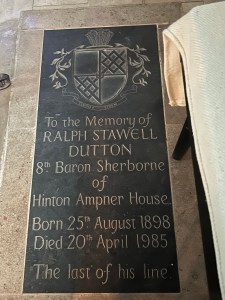 To the Memory of
RALPH STAWELL
DUTTON
8th Baron Sherborne
of
Hinton Ampner House
Born 25th August 1898
Died 20th April 1985
The last of his line